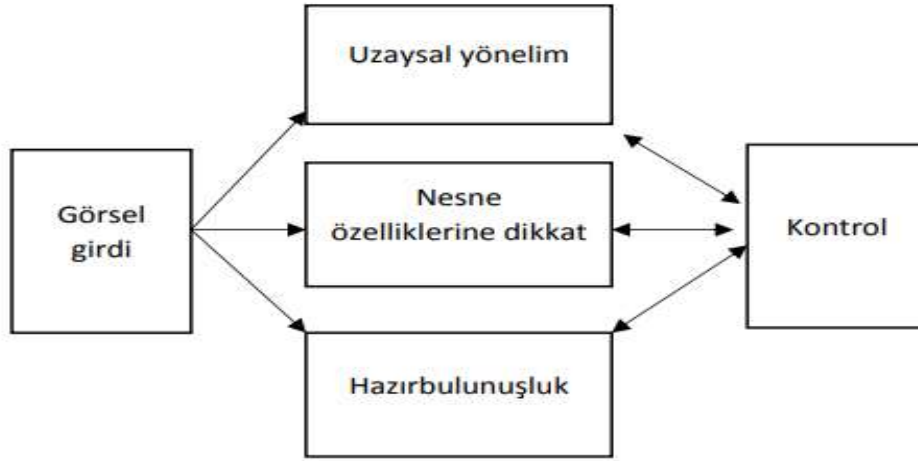 Uzaysal yönelim
Görsel
girdi
Nesne
özelliklerine dikkat
Kontrol
Hazırbulunuşluk